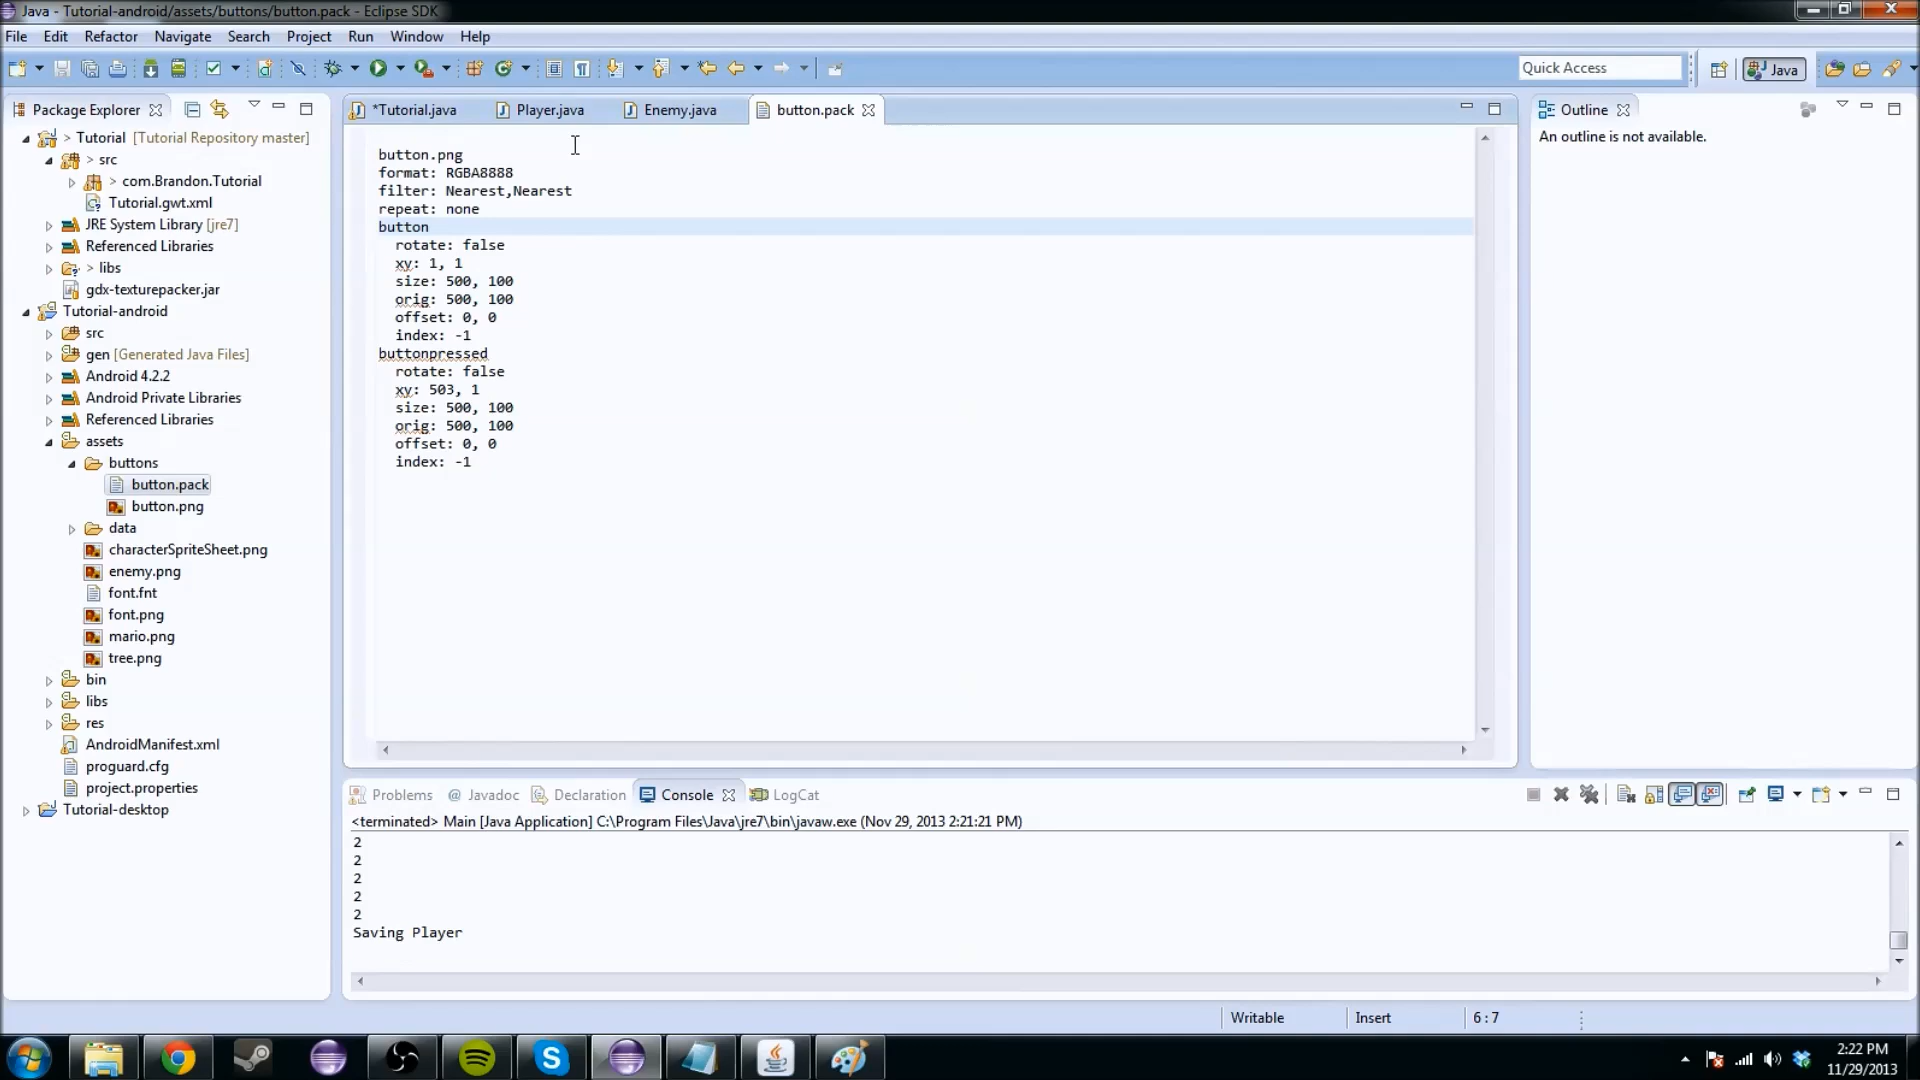 Java - Tutorial-android/assets/buttons/button.pack - Eclipse SDK
File Edit Refactor Navigate Search Project Run Window Help
Quick Access
Java
Package Explorer
> Tutorial [Tutorial Repository master]
> src
> com.Brandon.Tutorial
Tutorial.gwt.xml
JRE System Library [jre7]
Referenced Libraries
> libs
gdx-texturepacker.jar
Tutorial-android
src
gen [Generated Java Files]
Android 4.2.2
Android Private Libraries
Referenced Libraries
assets
buttons
button.pack
button.png
data
characterSpriteSheet.png
enemy.png
font.fnt
font.png
mario.png
tree.png
bin
libs
res
AndroidManifest.xml
proguard.cfg
project.properties
Tutorial-desktop
*Tutorial.java Player.java Enemy.java button.pack
button.png
format: RGBA8888
filter: Nearest,Nearest
repeat: none
button
rotate: false
xy: 1, 1
size: 500, 100
orig: 500, 100
offset: 0, 0
index: -1
buttonpressed
rotate: false
xy: 503, 1
size: 500, 100
orig: 500, 100
offset: 0, 0
index: -1
Outline
An outline is not available.
Problems @ Javadoc Declaration Console LogCat
<terminated> Main [Java Application] C:\Program Files\Java\jre7\bin\javaw.exe (Nov 29, 2013 2:21:21 PM)
2
2
2
2
2
Saving Player
Writable Insert 6 : 7
2:22 PM
11/29/2013